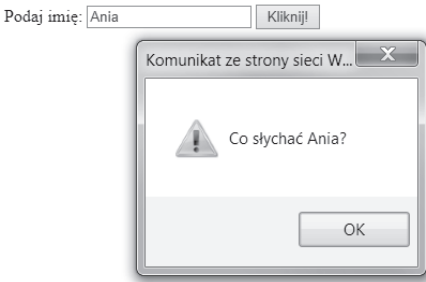 Podaj imię: Ania Kliknij!
Komunikat ze strony sieci W...
Co słychać Ania?
OK